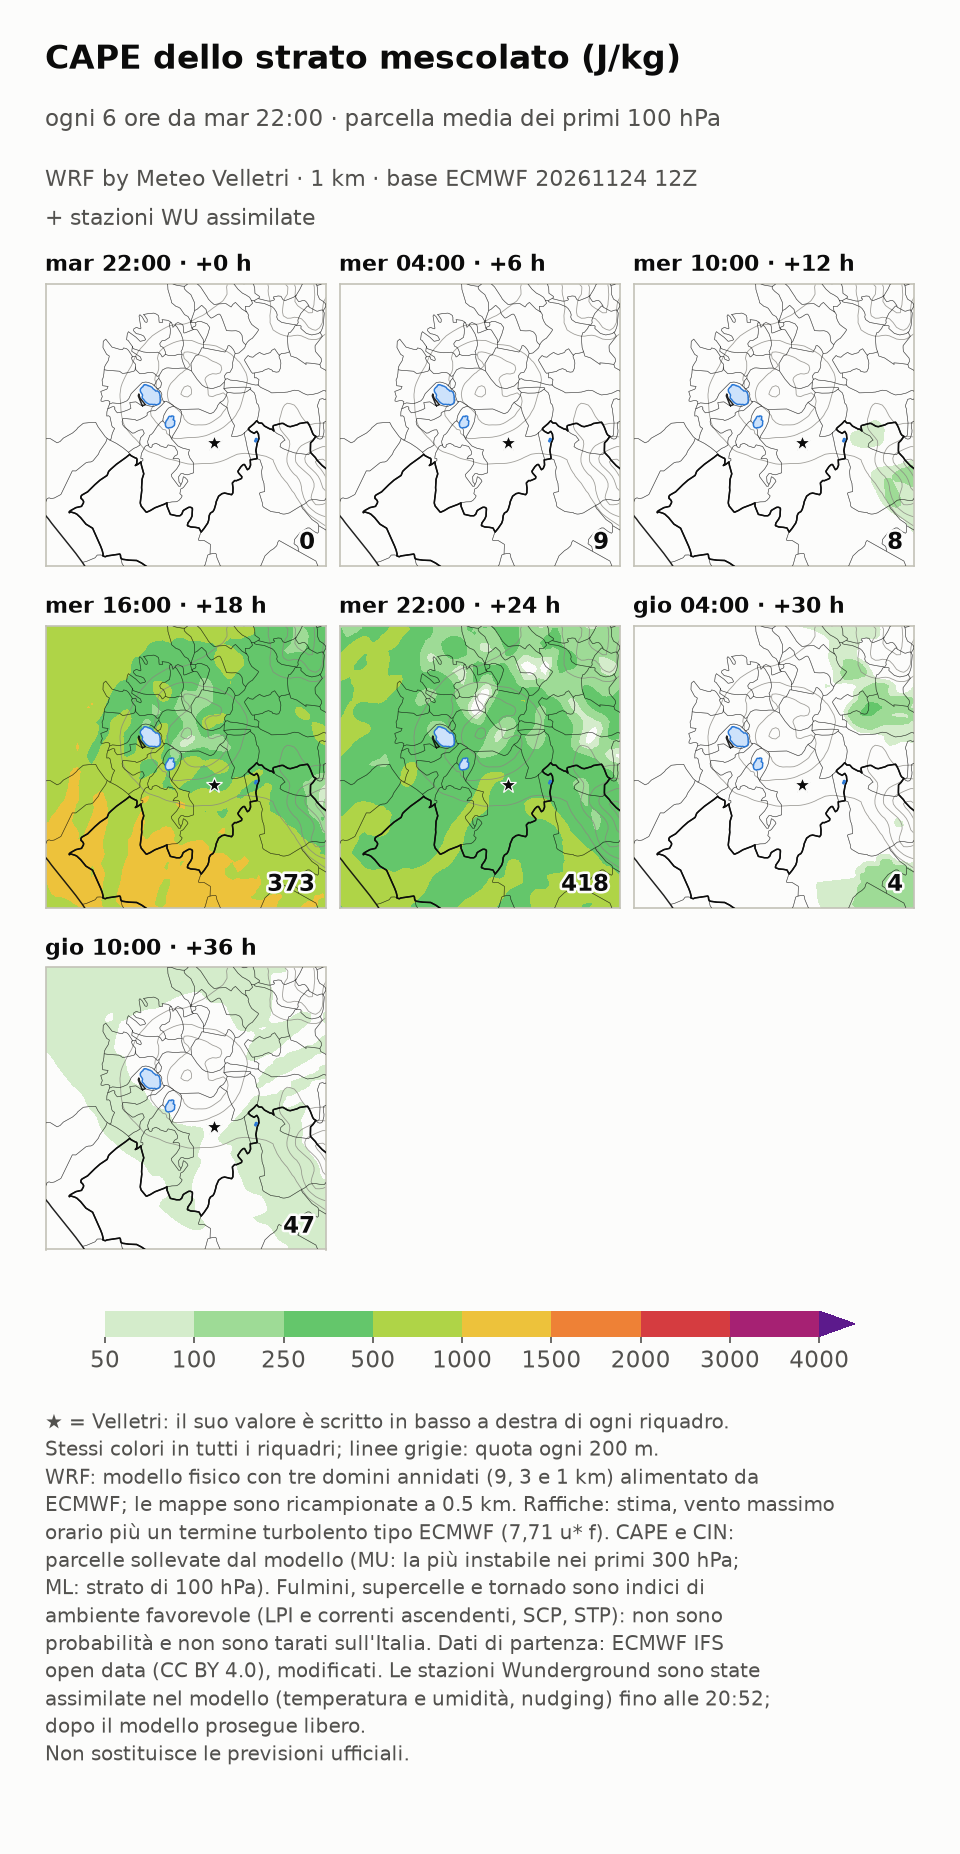 CAPE dello strato mescolato (J/kg)
ogni 6 ore da mar 22:00 · parcella media dei primi 100 hPa
WRF by Meteo Velletri · 1 km · base ECMWF 20261124 12Z
+ stazioni WU assimilate
mar 22:00 · +0 h
mer 04:00 · +6 h
mer 10:00 · +12 h
0
9
8
mer 16:00 · +18 h
mer 22:00 · +24 h
gio 04:00 · +30 h
373
418
4
gio 10:00 · +36 h
47
50 100 250 500 1000 1500 2000 3000 4000
★ = Velletri: il suo valore è scritto in basso a destra di ogni riquadro.
Stessi colori in tutti i riquadri; linee grigie: quota ogni 200 m.
WRF: modello fisico con tre domini annidati (9, 3 e 1 km) alimentato da
ECMWF; le mappe sono ricampionate a 0.5 km. Raffiche: stima, vento massimo
orario più un termine turbolento tipo ECMWF (7,71 u* f). CAPE e CIN:
parcelle sollevate dal modello (MU: la più instabile nei primi 300 hPa;
ML: strato di 100 hPa). Fulmini, supercelle e tornado sono indici di
ambiente favorevole (LPI e correnti ascendenti, SCP, STP): non sono
probabilità e non sono tarati sull'Italia. Dati di partenza: ECMWF IFS
open data (CC BY 4.0), modificati. Le stazioni Wunderground sono state
assimilate nel modello (temperatura e umidità, nudging) fino alle 20:52;
dopo il modello prosegue libero.
Non sostituisce le previsioni ufficiali.